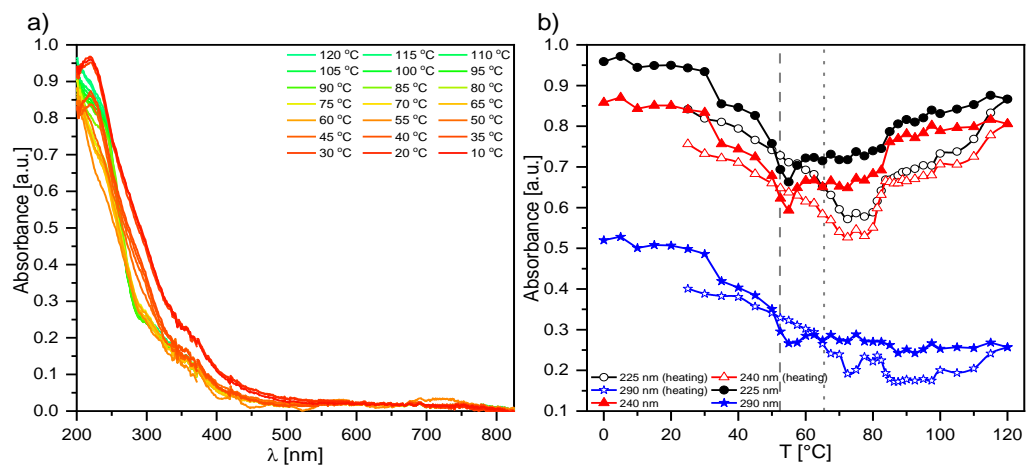 a)
Absorbance [a.u.]
1.0
0.9
0.8
0.7
0.6
0.5
0.4
0.3
0.2
0.1
0.0
120 °C 115 °C 110 °C
105 °C 100 °C 95 °C
90 °C 85 °C 80 °C
75 °C 70 °C 65 °C
60 °C 55 °C 50 °C
45 °C 40 °C 35 °C
30 °C 20 °C 10 °C
200 300 400 500 600 700 800
λ [nm]
b)
Absorbance [a.u.]
1.0
0.9
0.8
0.7
0.6
0.5
0.4
0.3
0.2
0.1
225 nm (heating) 240 nm (heating)
290 nm (heating) 225 nm
240 nm 290 nm
0 20 40 60 80 100 120
T [°C]